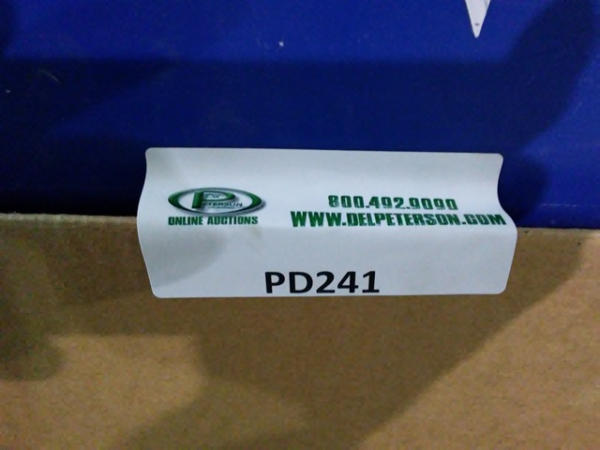 PETERSON
ONLINE AUCTIONS
800.492.9090
WWW.DELPETERSON.COM
PD241